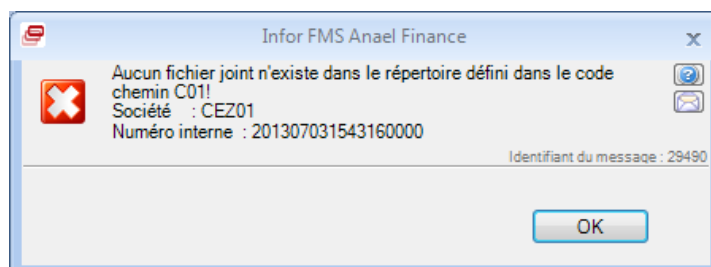 Infor FMS Anael Finance
Aucun fichier joint n'existe dans le répertoire défini dans le code
chemin C01!
Société : CEZ01
Numéro interne : 201307031543160000
Identifiant du message : 29490
OK